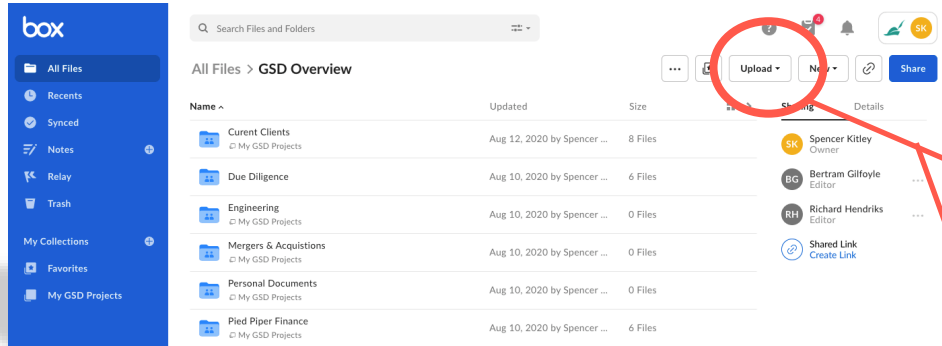 box
Search Files and Folders
4
SK
All Files
Recents
Synced
Notes
Relay
Trash
My Collections
Favorites
My GSD Projects
All Files > GSD Overview
...
Upload
New
Share
Name
Updated
Size
Sharing
Details
Curent Clients
My GSD Projects
Aug 12, 2020 by Spencer ...
8 Files
Due Diligence
Aug 10, 2020 by Spencer ...
6 Files
Engineering
My GSD Projects
Aug 10, 2020 by Spencer ...
0 Files
Mergers & Acquistions
My GSD Projects
Aug 10, 2020 by Spencer ...
0 Files
Personal Documents
My GSD Projects
Aug 10, 2020 by Spencer ...
0 Files
Pied Piper Finance
My GSD Projects
Aug 10, 2020 by Spencer ...
6 Files
SK
Spencer Kitley
Owner
BG
Bertram Gilfoyle
Editor
...
RH
Richard Hendriks
Editor
...
Shared Link
Create Link